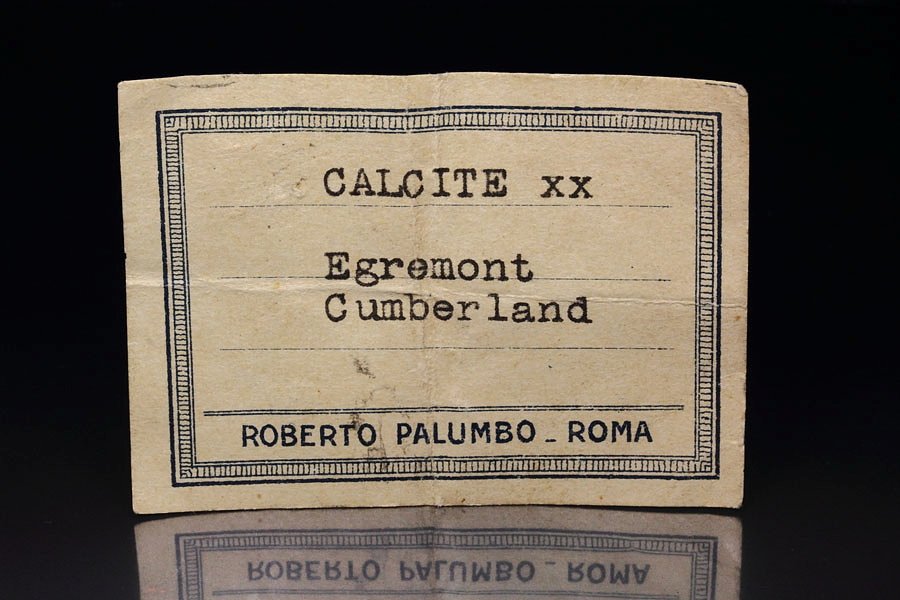 CALCITE xx
Egremont
Cumberland
ROBERTO PALUMBO - ROMA